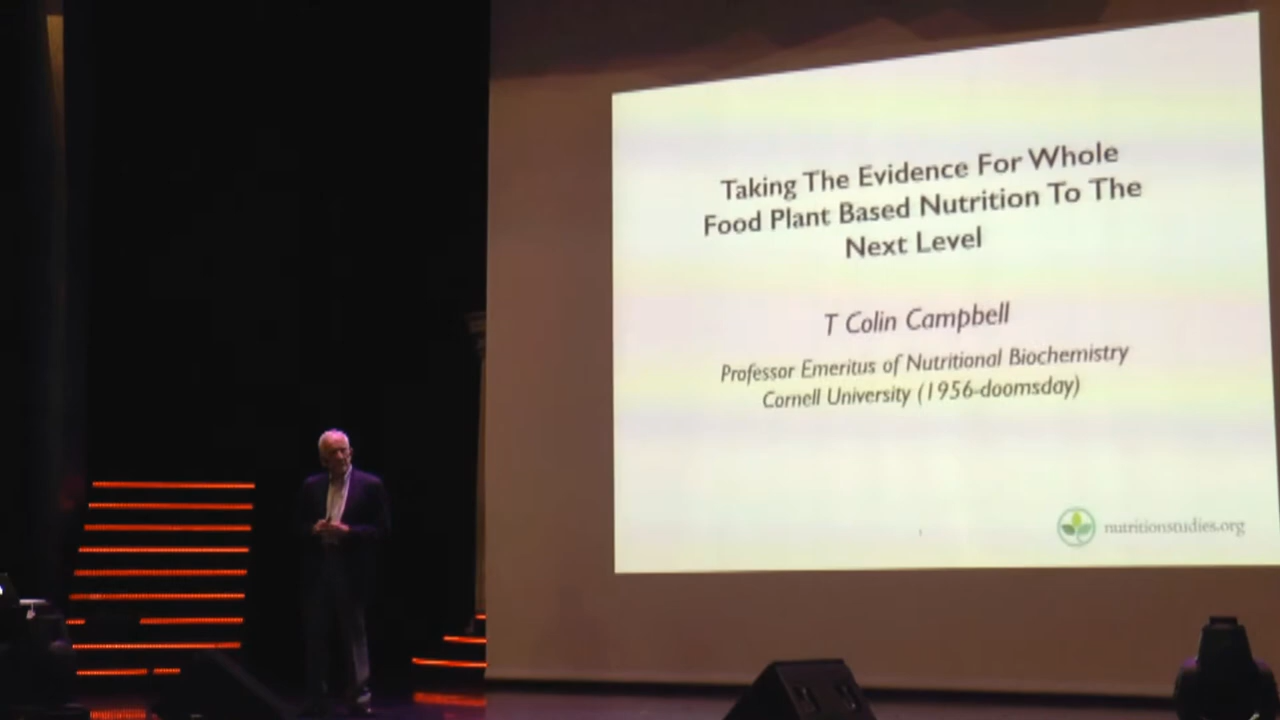 Taking The Evidence For Whole
Food Plant Based Nutrition To The
Next Level
T Colin Campbell
Professor Emeritus of Nutritional Biochemistry
Cornell University (1956-doomsday)
nutritionstudies.org